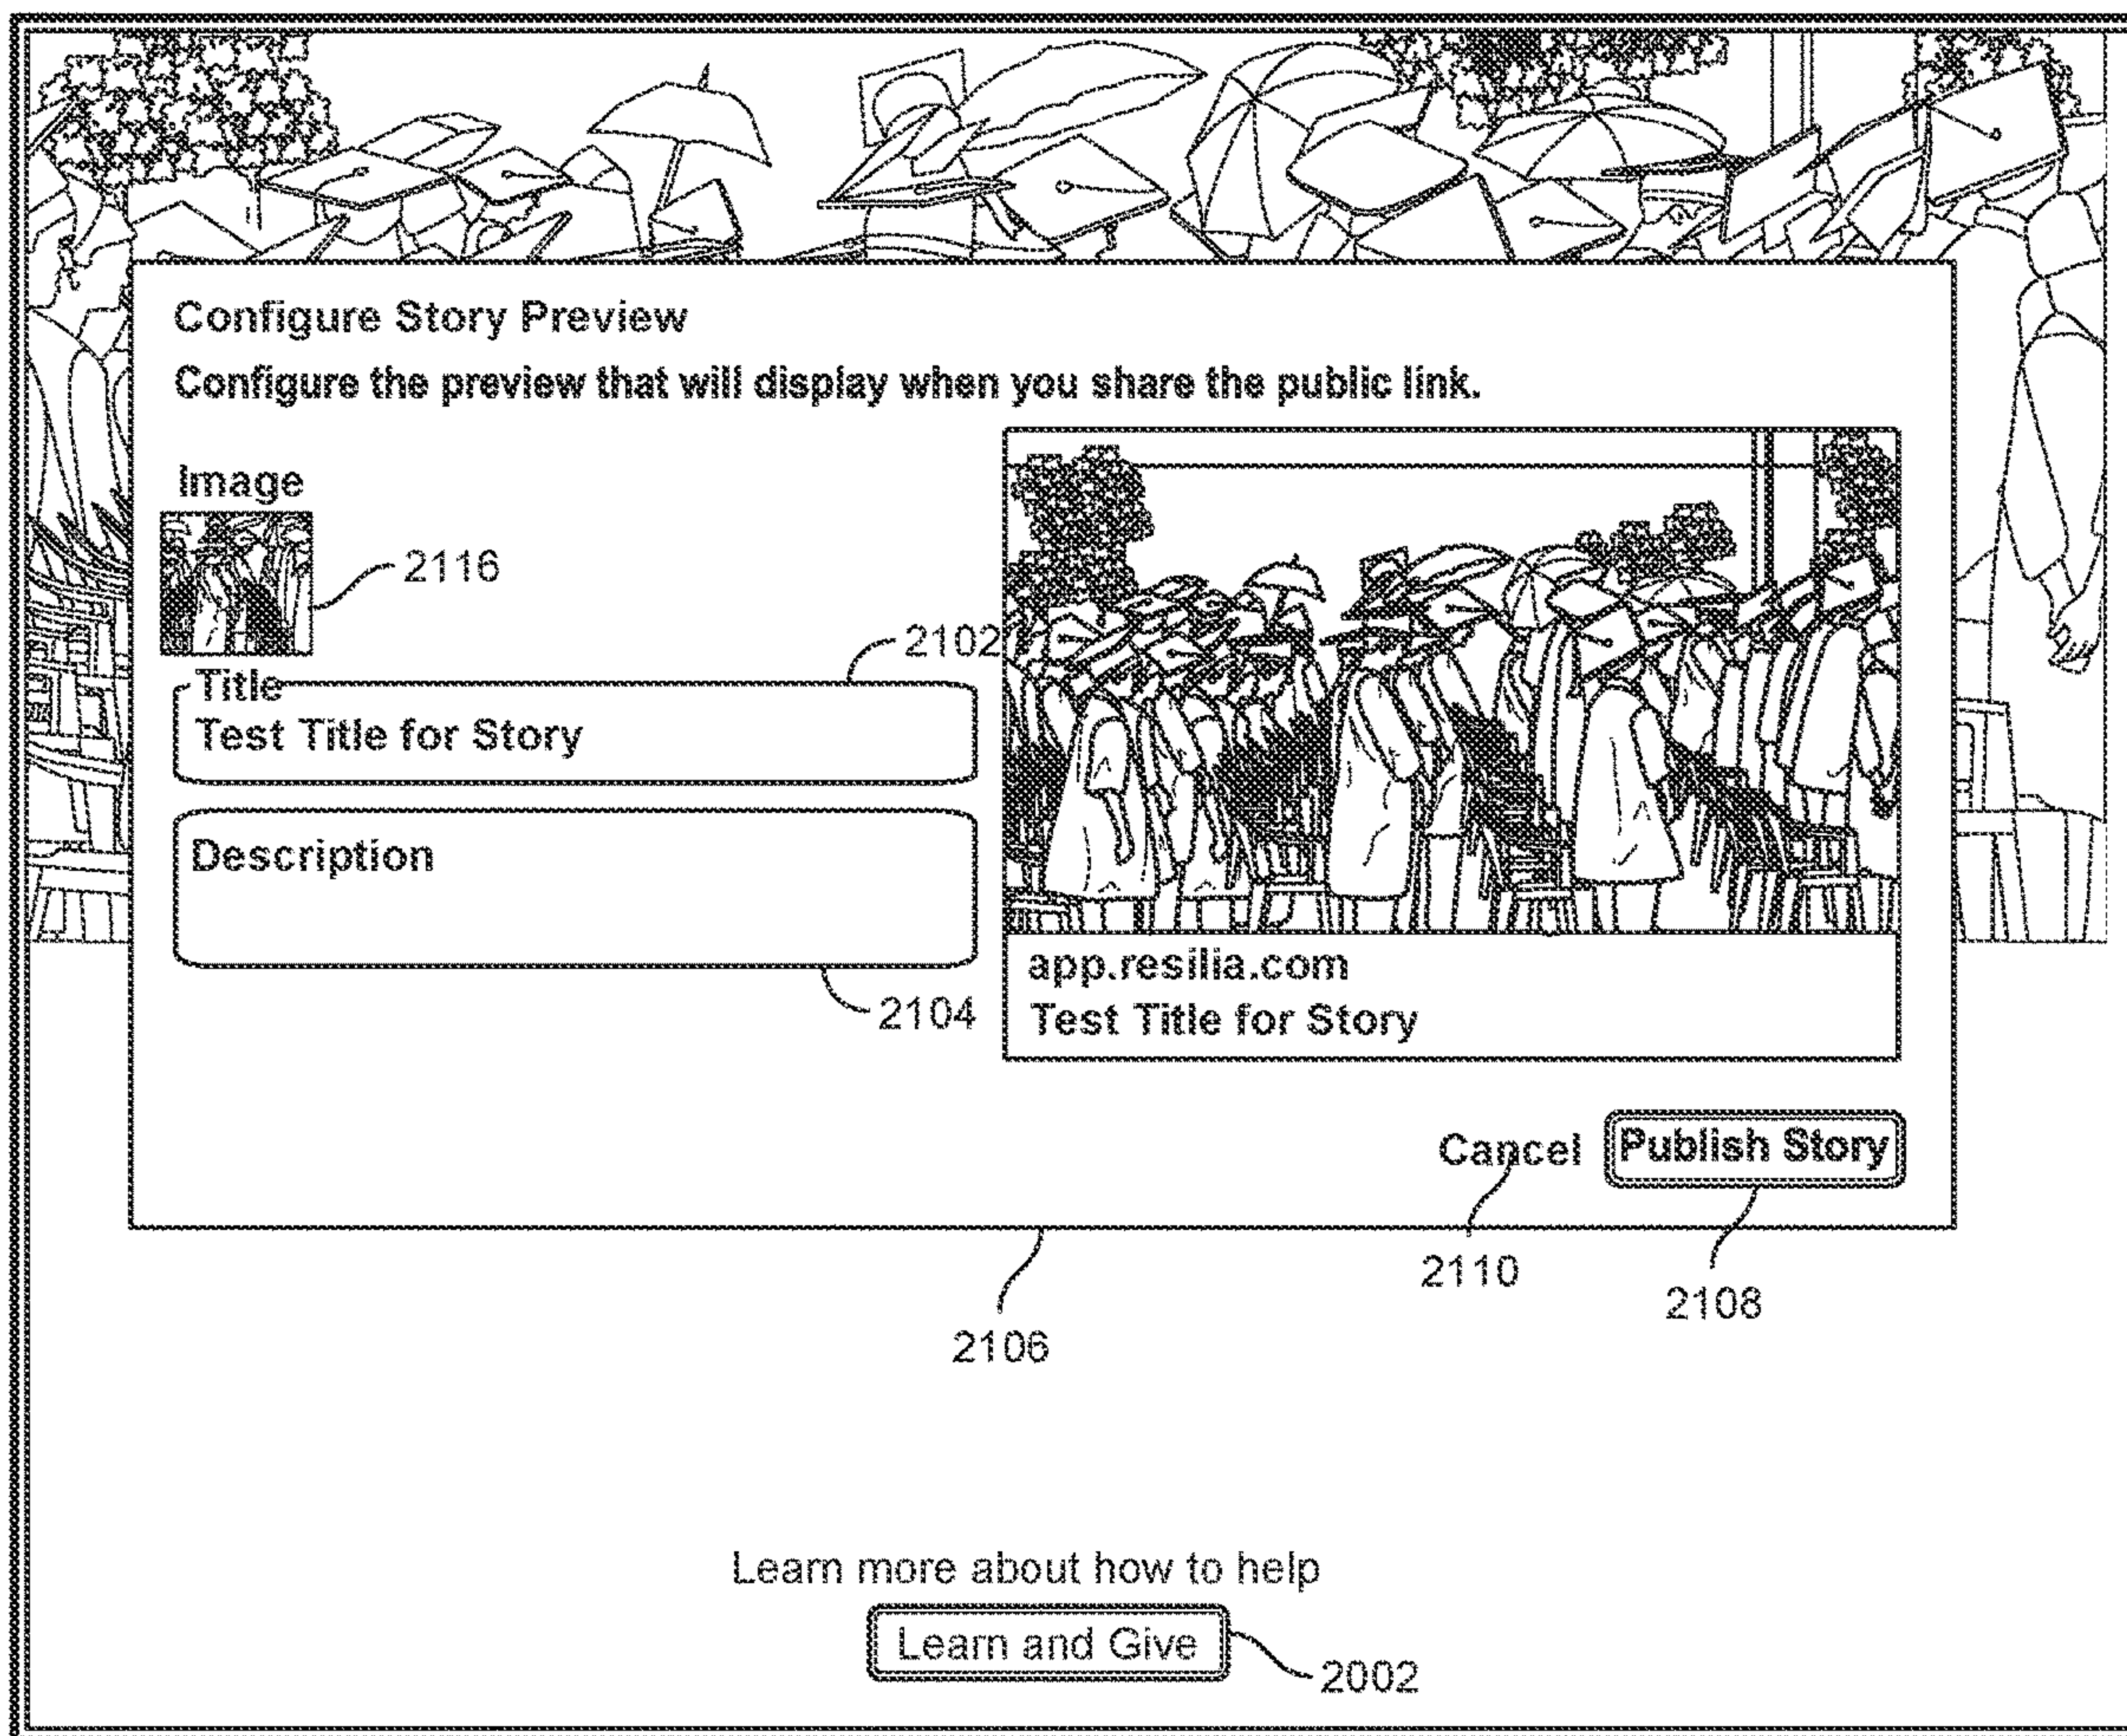 Configure Story Preview
Configure the preview that will display when you share the public link.
Image
2116
2102
Title
Test Title for Story
Description
2104
app.resilia.com
Test Title for Story
Cancel
Publish Story
2110
2108
2106
Learn more about how to help
Learn and Give
2002